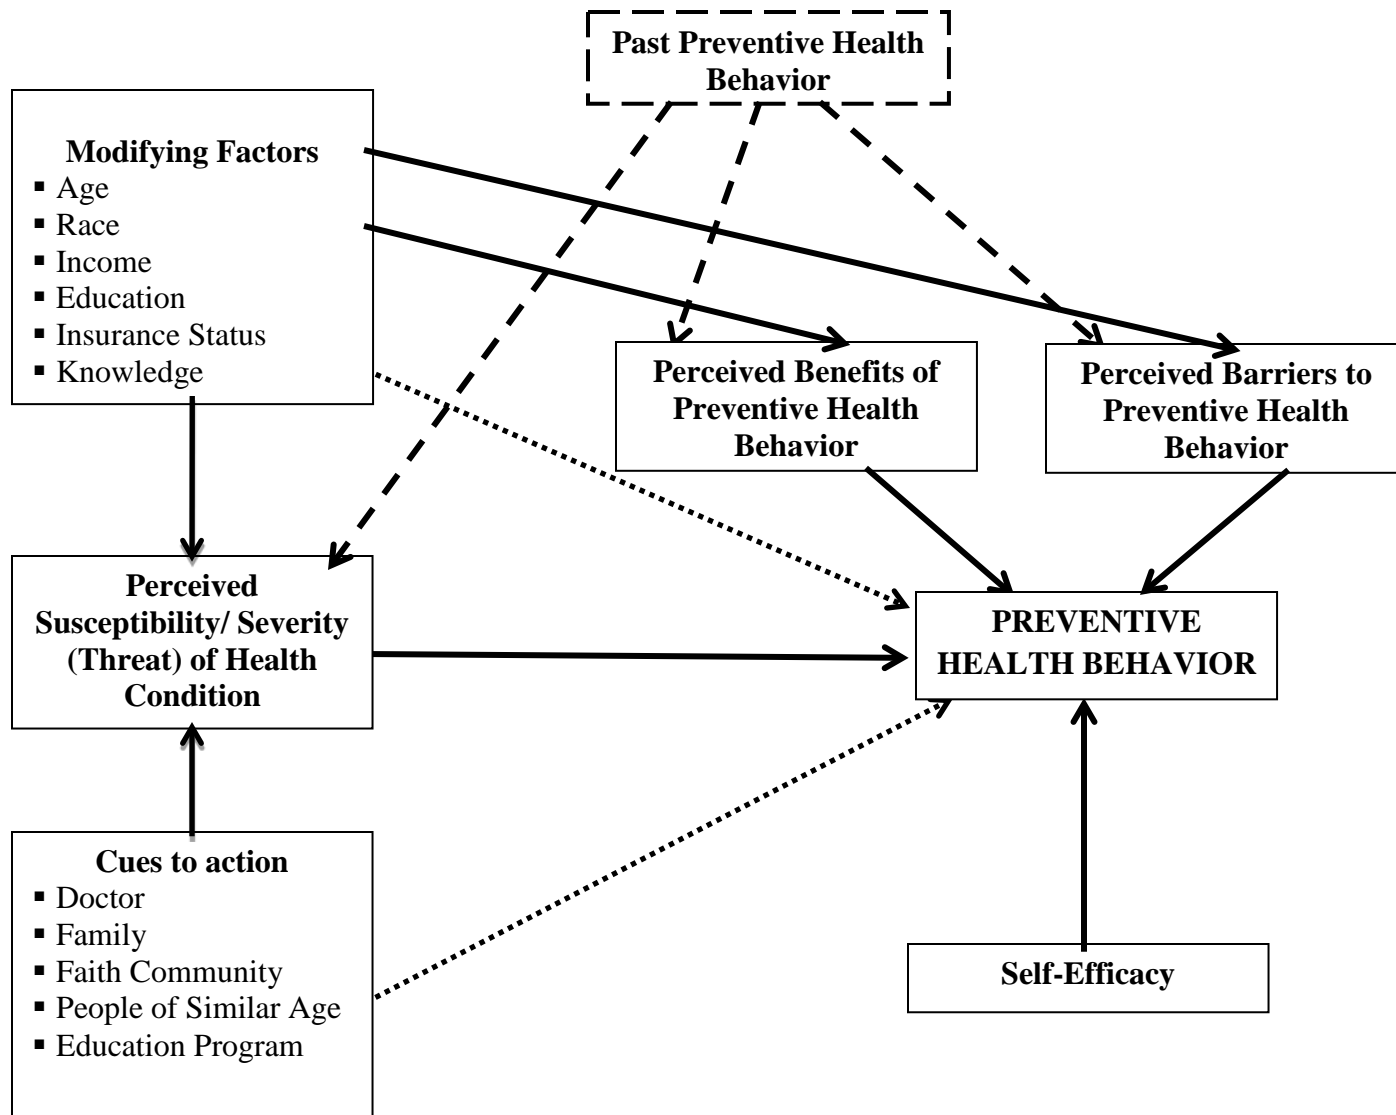 Past Preventive Health
Behavior
Modifying Factors
▪ Age
▪ Race
▪ Income
▪ Education
▪ Insurance Status
▪ Knowledge
Perceived Benefits of
Preventive Health
Behavior
Perceived Barriers to
Preventive Health
Behavior
Perceived
Susceptibility/ Severity
(Threat) of Health
Condition
PREVENTIVE
HEALTH BEHAVIOR
Cues to action
▪ Doctor
▪ Family
▪ Faith Community
▪ People of Similar Age
▪ Education Program
Self-Efficacy